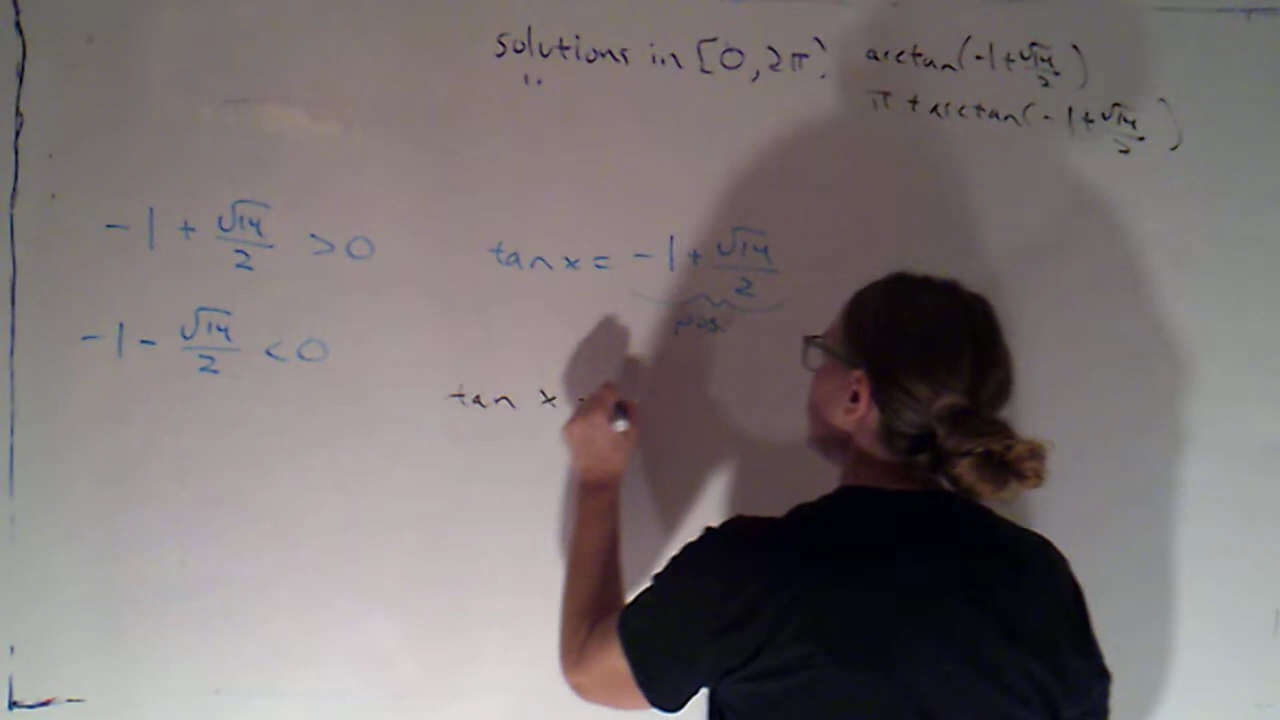 solutions in [0, 2π)
arctan(-1+√14/2)
π + arctan(-1+√14/2)
-1 + √14/2 > 0
tan x = -1 + √14/2
pos.
-1 - √14/2 < 0
tan x